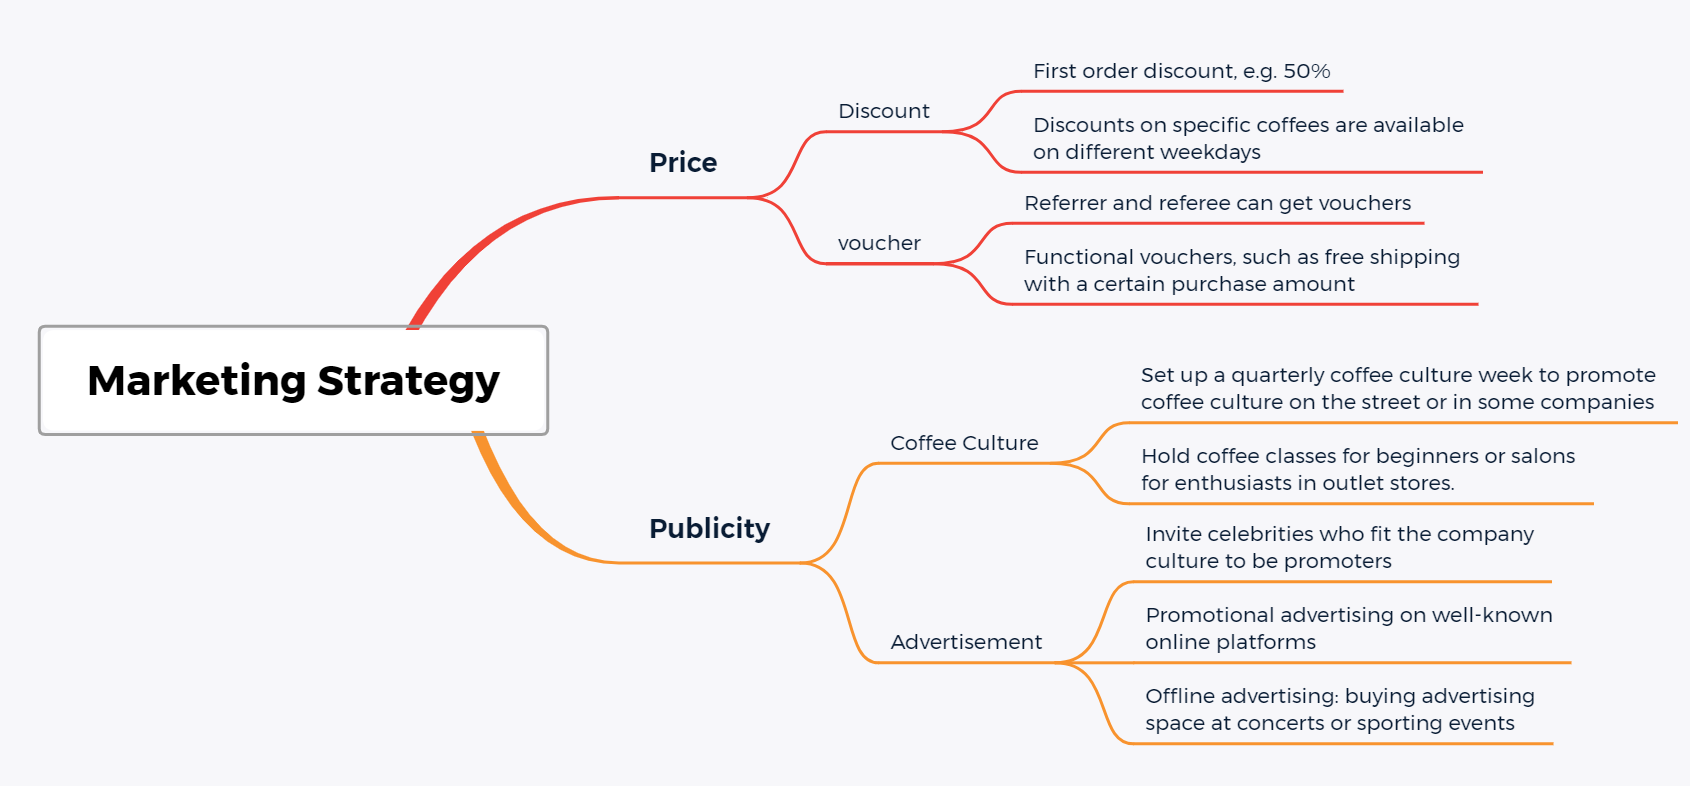 Marketing Strategy
Price
Discount
First order discount, e.g. 50%
Discounts on specific coffees are available
on different weekdays
voucher
Referrer and referee can get vouchers
Functional vouchers, such as free shipping
with a certain purchase amount
Publicity
Coffee Culture
Set up a quarterly coffee culture week to promote
coffee culture on the street or in some companies
Hold coffee classes for beginners or salons
for enthusiasts in outlet stores.
Advertisement
Invite celebrities who fit the company
culture to be promoters
Promotional advertising on well-known
online platforms
Offline advertising: buying advertising
space at concerts or sporting events